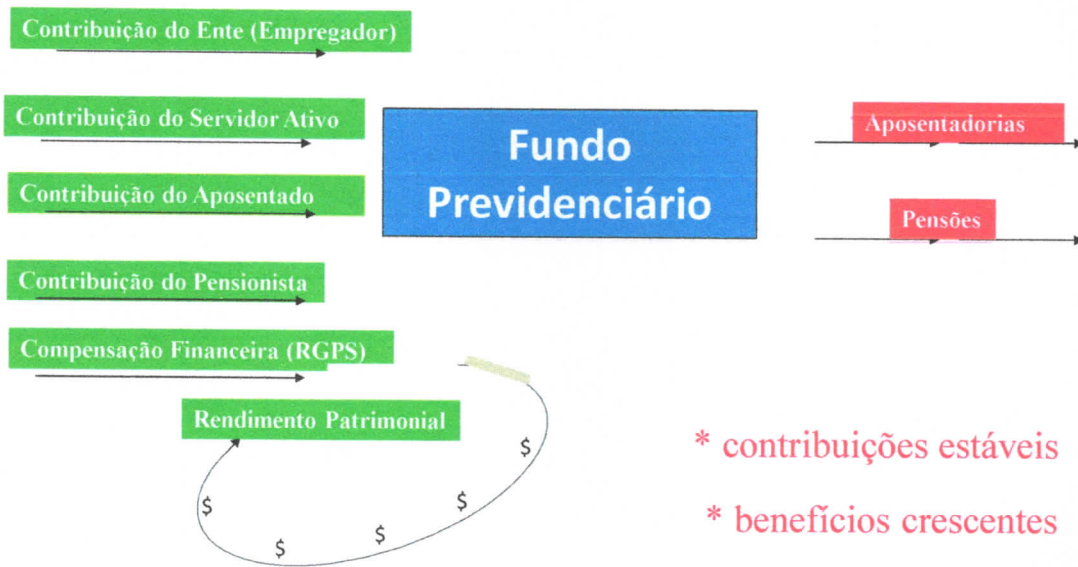 Contribuição do Ente (Empregador)
Contribuição do Servidor Ativo
Contribuição do Aposentado
Contribuição do Pensionista
Compensação Financeira (RGPS)
Rendimento Patrimonial
$
$
$
$
$
Fundo
Previdenciário
Aposentadorias
Pensões
* contribuições estáveis
* benefícios crescentes